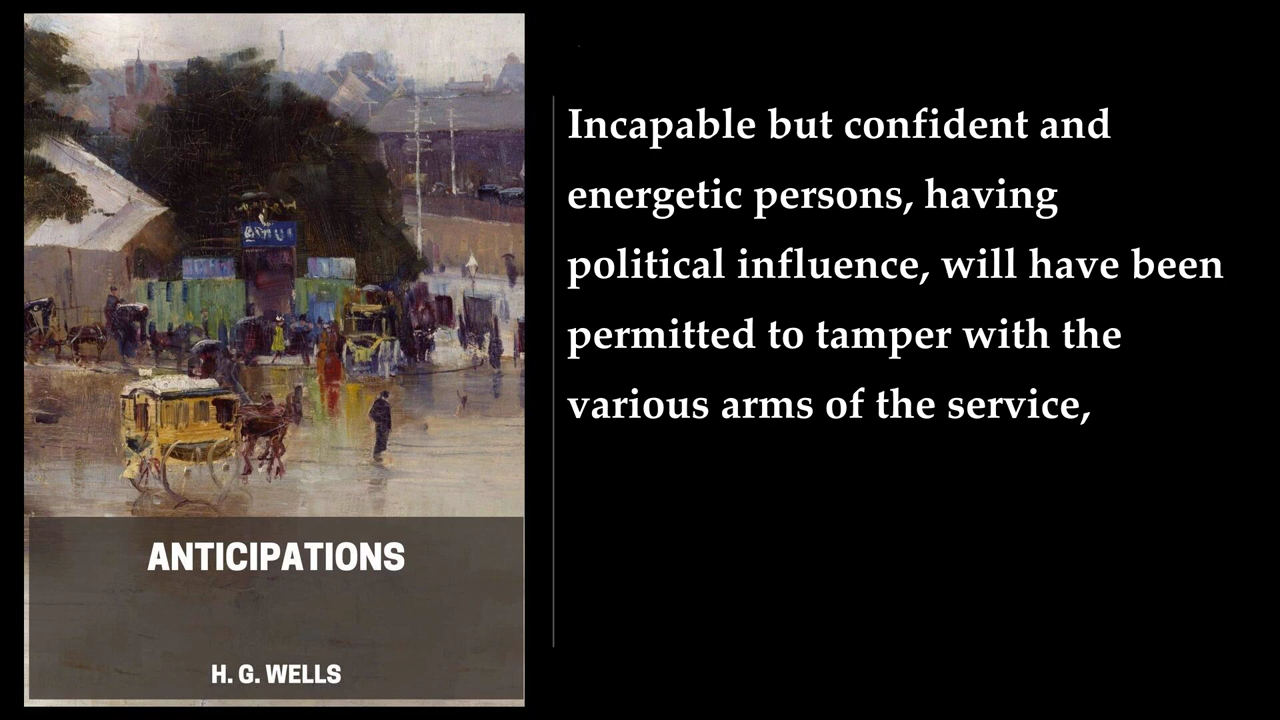 Incapable but confident and
energetic persons, having
political influence, will have been
permitted to tamper with the
various arms of the service,
ANTICIPATIONS
H. G. WELLS